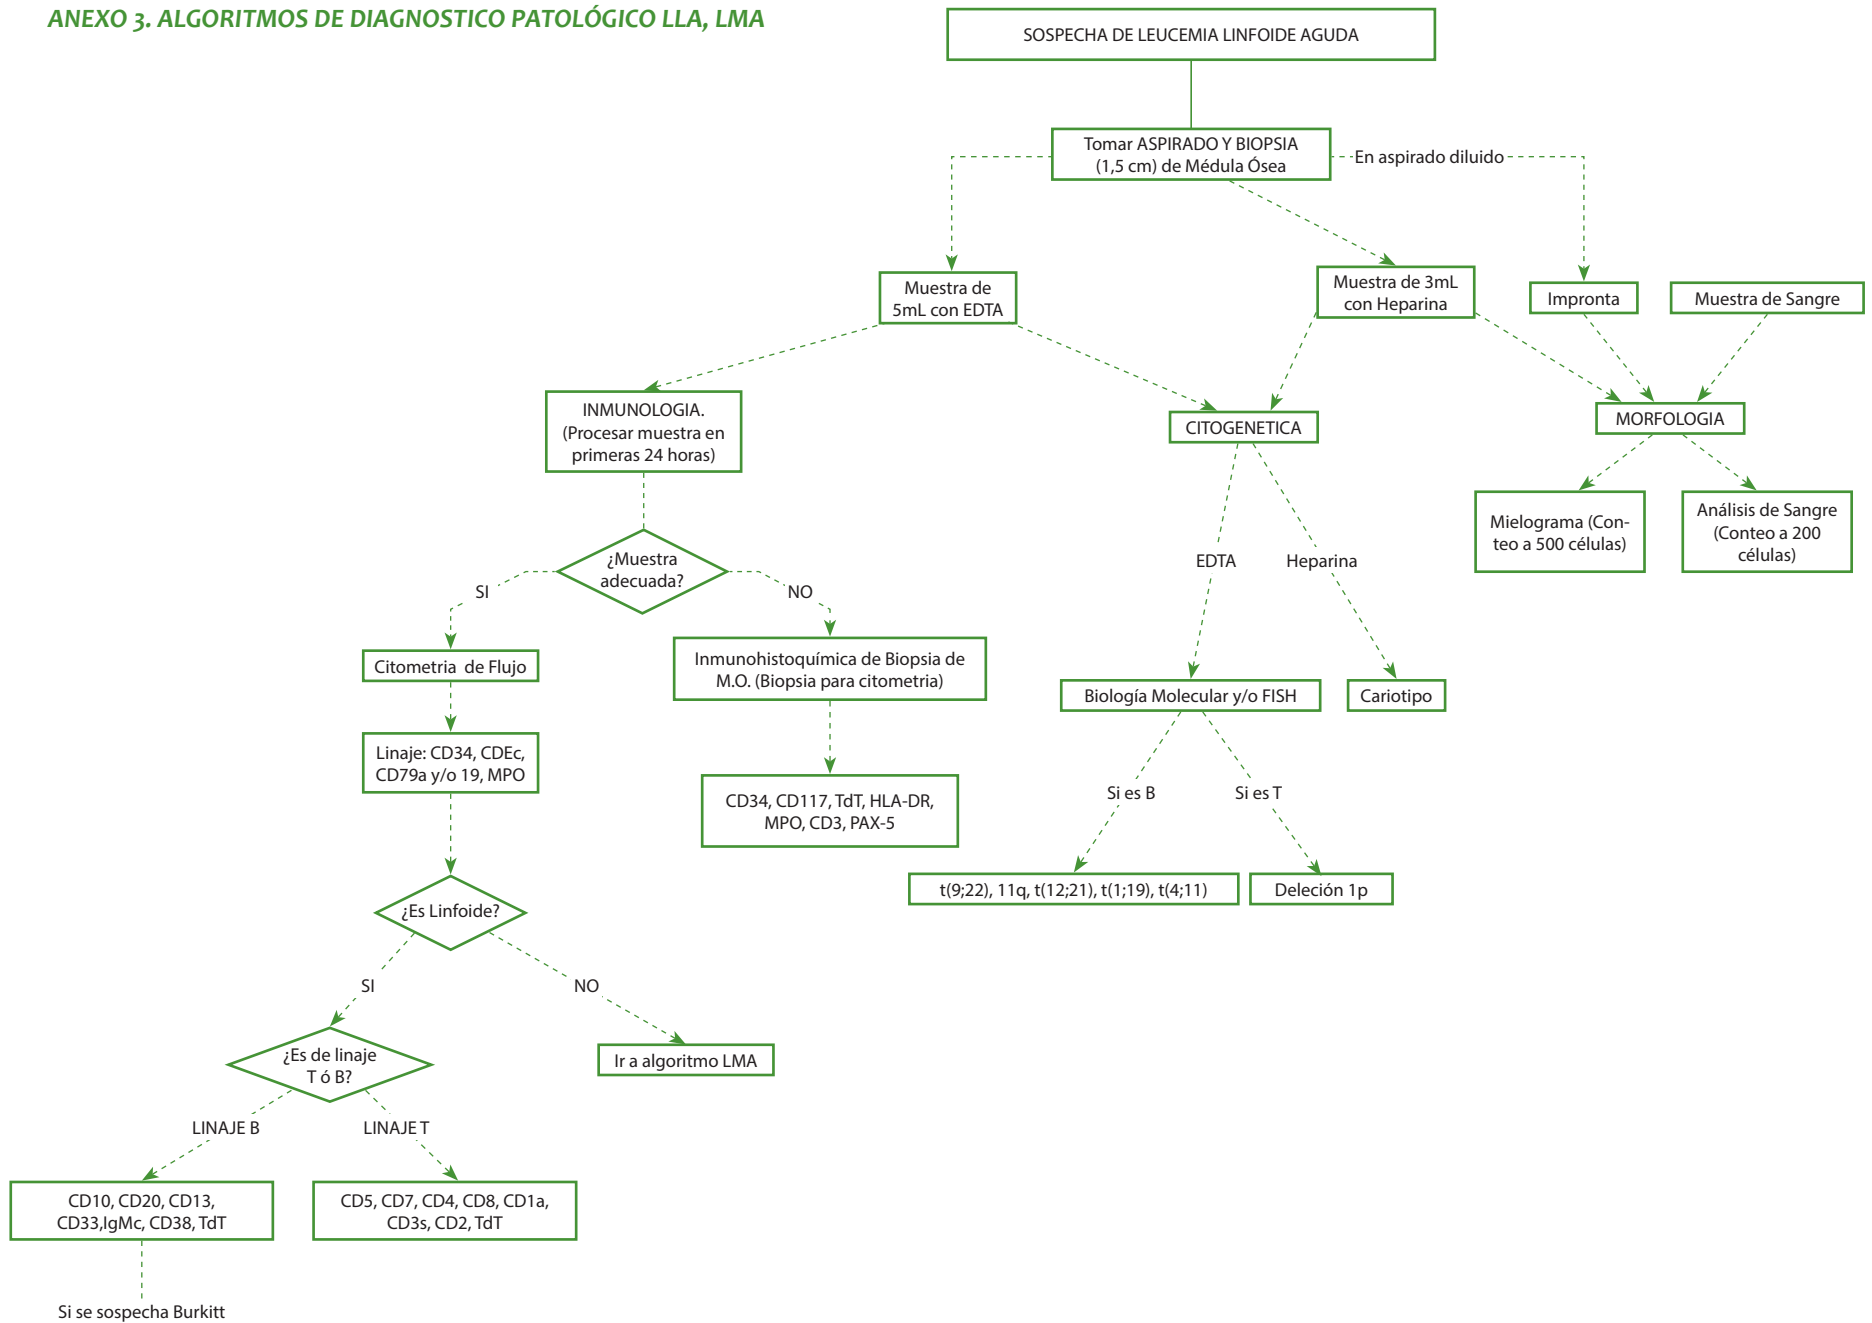 ANEXO 3. ALGORITMOS DE DIAGNOSTICO PATOLÓGICO LLA, LMA
SOSPECHA DE LEUCEMIA LINFOIDE AGUDA
Tomar ASPIRADO Y BIOPSIA
(1,5 cm) de Médula Ósea
En aspirado diluido
Muestra de
5mL con EDTA
Muestra de 3mL
con Heparina
Impronta
Muestra de Sangre
INMUNOLOGIA.
(Procesar muestra en
primeras 24 horas)
CITOGENETICA
MORFOLOGIA
Mielograma (Con-
teo a 500 células)
Análisis de Sangre
(Conteo a 200
células)
¿Muestra
adecuada?
SI
NO
EDTA
Heparina
Citometria de Flujo
Inmunohistoquímica de Biopsia de
M.O. (Biopsia para citometria)
Biología Molecular y/o FISH
Cariotipo
Linaje: CD34, CDEc,
CD79a y/o 19, MPO
CD34, CD117, TdT, HLA-DR,
MPO, CD3, PAX-5
Si es B
Si es T
t(9;22), 11q, t(12;21), t(1;19), t(4;11)
Deleción 1p
¿Es Linfoide?
SI
NO
¿Es de linaje
T ó B?
Ir a algoritmo LMA
LINAJE B
LINAJE T
CD10, CD20, CD13,
CD33,IgMc, CD38, TdT
CD5, CD7, CD4, CD8, CD1a,
CD3s, CD2, TdT
Si se sospecha Burkitt